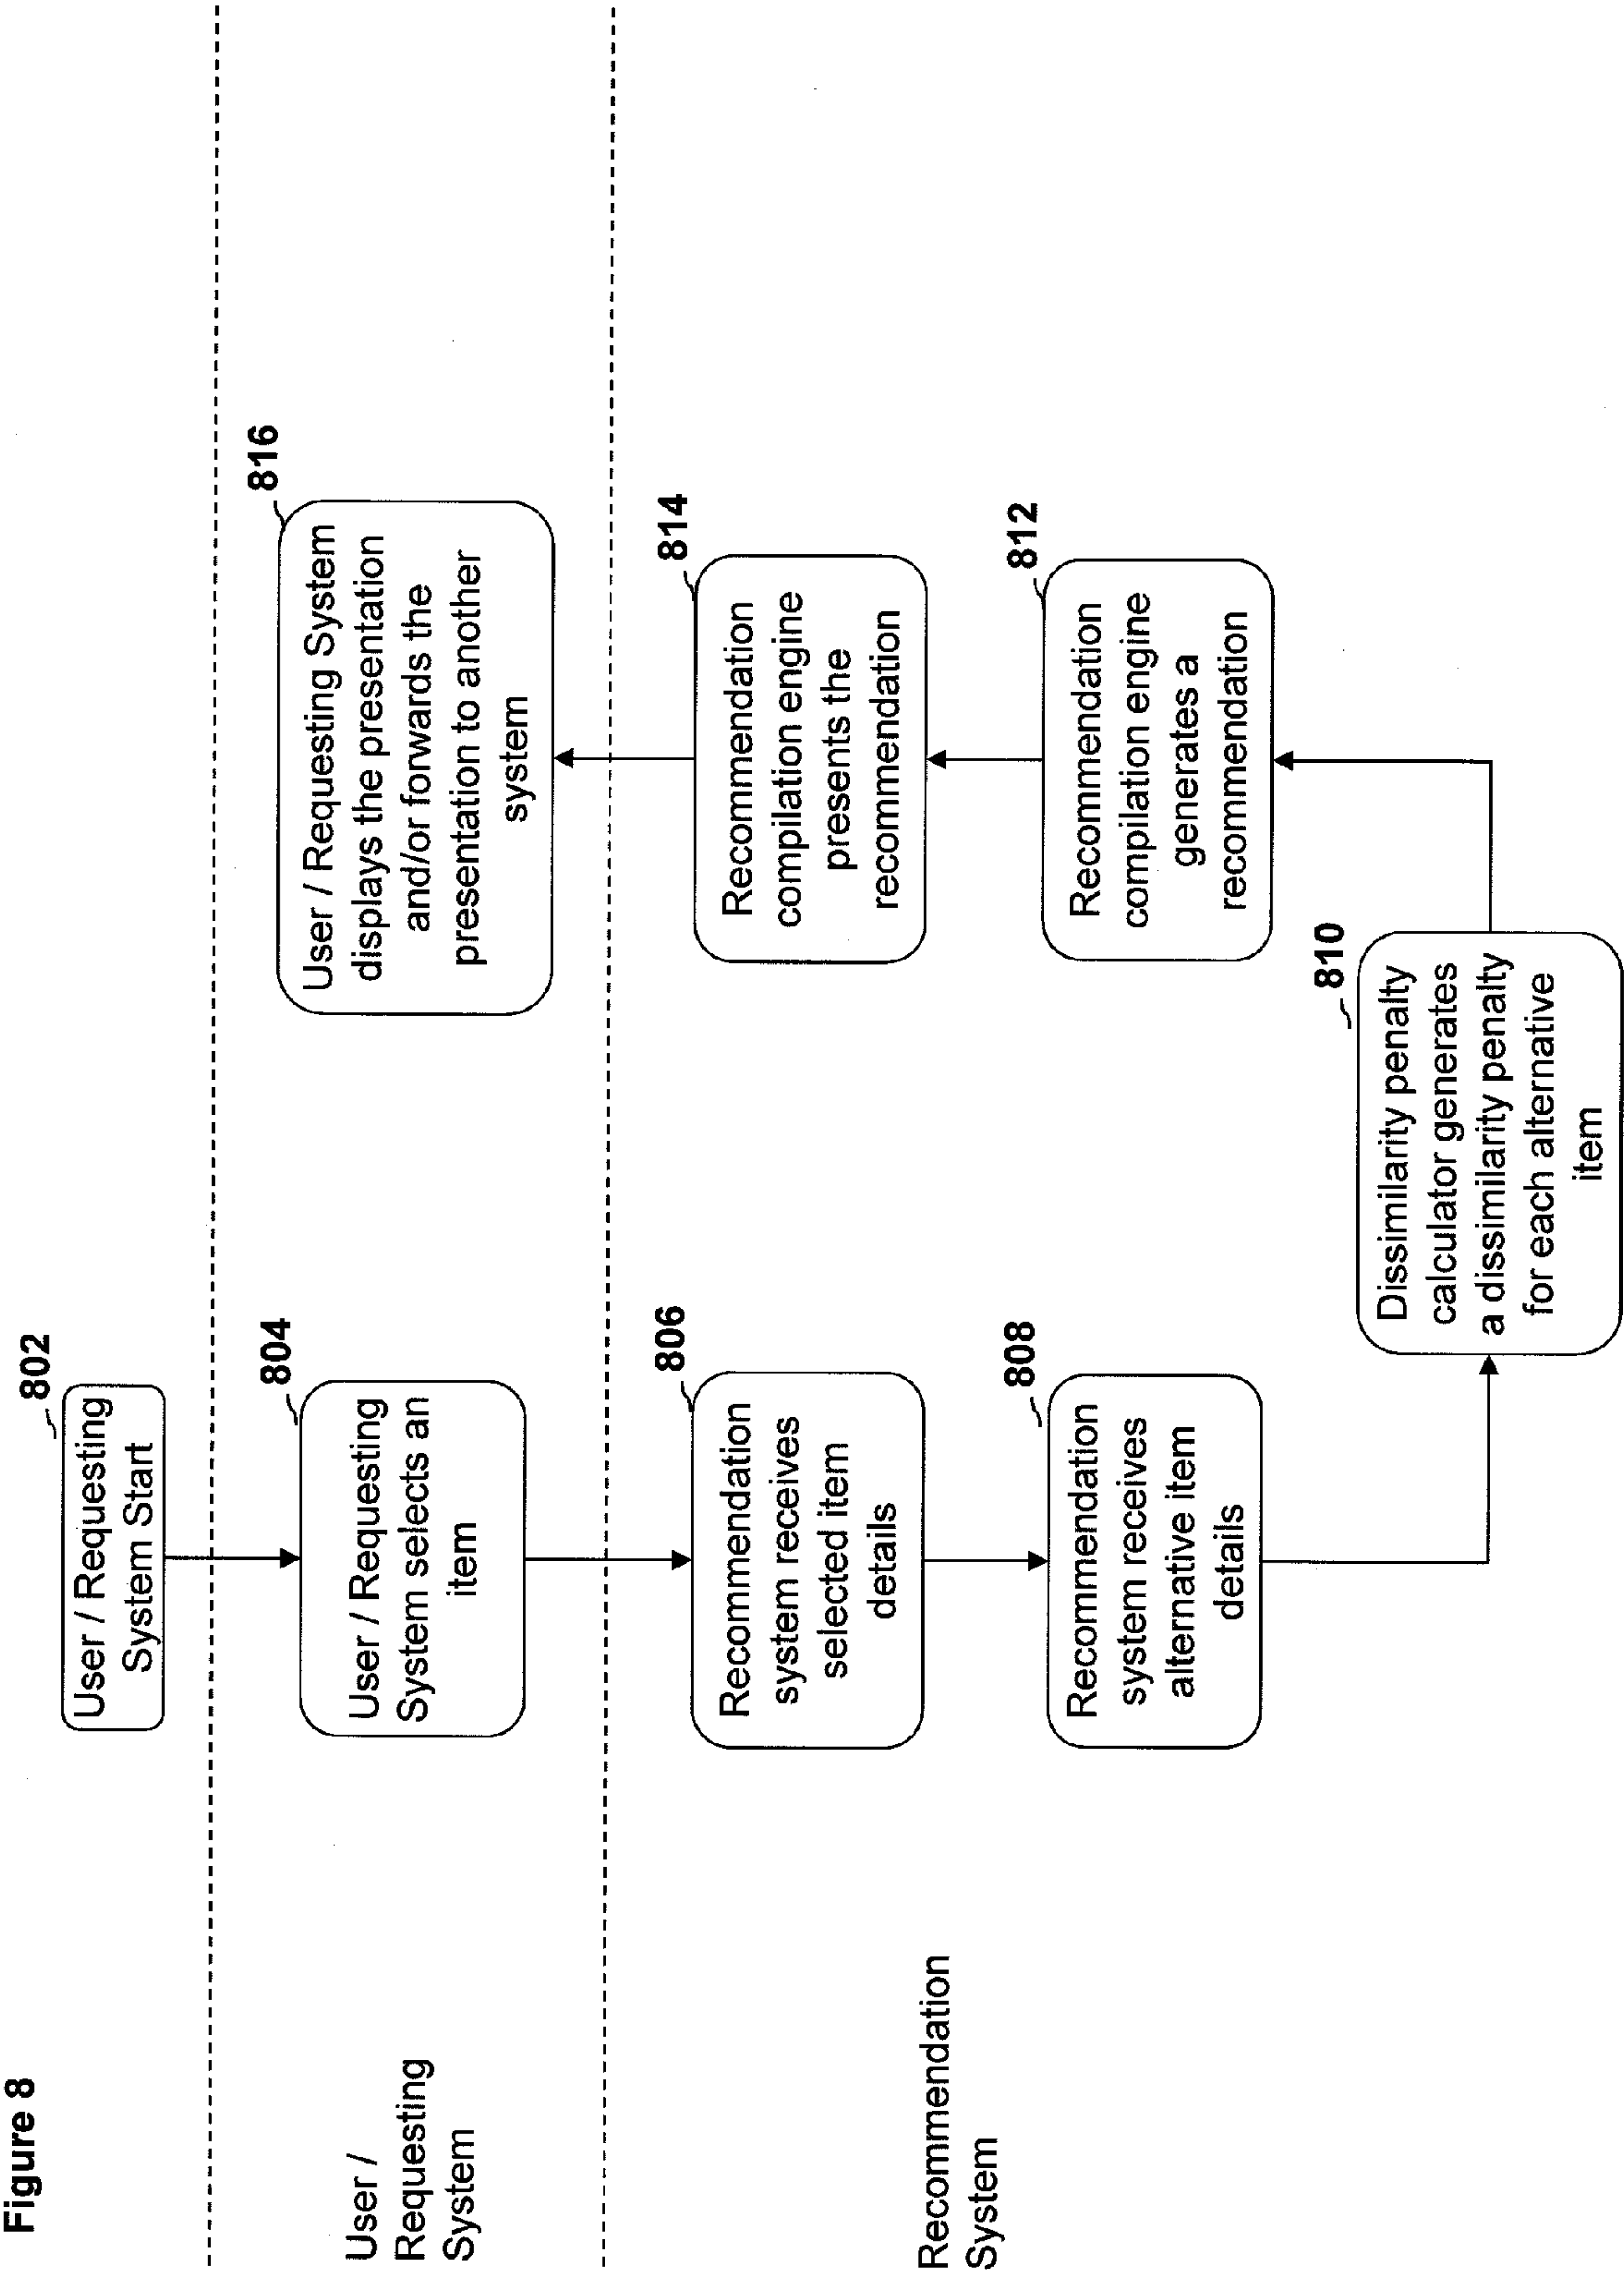 Figure 8
802
User / Requesting
System Start
User /
Requesting
System
804
User / Requesting
System selects an
item
816
User / Requesting System
displays the presentation
and/or forwards the
presentation to another
system
Recommendation
System
806
Recommendation
system receives
selected item
details
814
Recommendation
compilation engine
presents the
recommendation
808
Recommendation
system receives
alternative item
details
812
Recommendation
compilation engine
generates a
recommendation
810
Dissimilarity penalty
calculator generates
a dissimilarity penalty
for each alternative
item